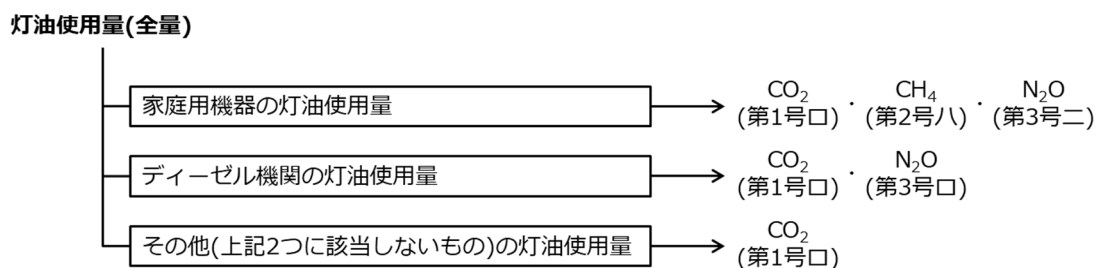 灯油使用量(全量)
家庭用機器の灯油使用量
CO2 ・ CH4 ・ N2O
(第1号ロ) (第2号ハ) (第3号ニ)
ディーゼル機関の灯油使用量
CO2 ・ N2O
(第1号ロ) (第3号ロ)
その他(上記2つに該当しないもの)の灯油使用量
CO2
(第1号ロ)